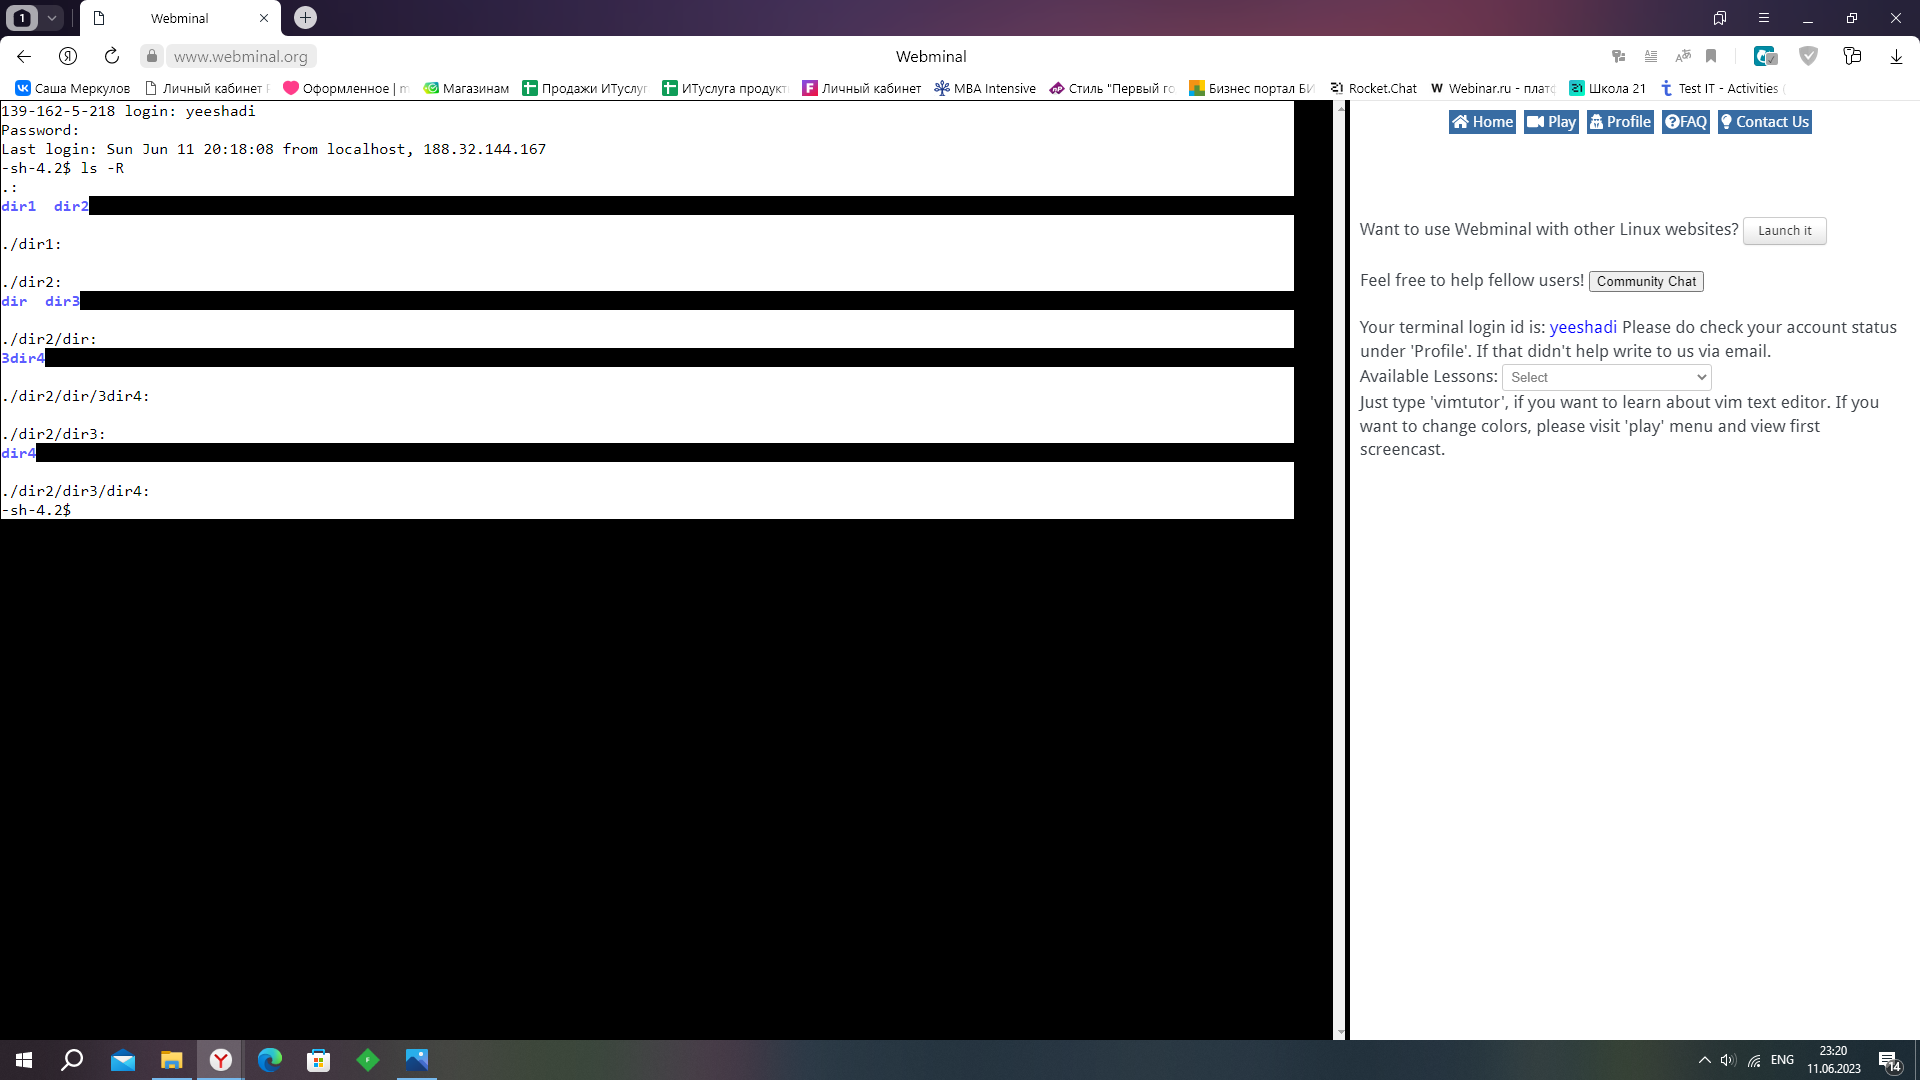 1
Webminal
www.webminal.org
Webminal
Саша Меркулов
Личный кабинет
Оформленное | m
Магазинам
Продажи ИТуслуг
ИТуслуга продукт
Личный кабинет
MBA Intensive
Стиль "Первый го
Бизнес портал БИ
Rocket.Chat
Webinar.ru - платф
Школа 21
Test IT - Activities
139-162-5-218 login: yeeshadi
Password:
Last login: Sun Jun 11 20:18:08 from localhost, 188.32.144.167
-sh-4.2$ ls -R
.:
dir1  dir2
./dir1:
./dir2:
dir  dir3
./dir2/dir:
3dir4
./dir2/dir/3dir4:
./dir2/dir3:
dir4
./dir2/dir3/dir4:
-sh-4.2$
Home Play Profile FAQ Contact Us
Want to use Webminal with other Linux websites? Launch it
Feel free to help fellow users! Community Chat
Your terminal login id is: yeeshadi Please do check your account status
under 'Profile'. If that didn't help write to us via email.
Available Lessons: Select
Just type 'vimtutor', if you want to learn about vim text editor. If you
want to change colors, please visit 'play' menu and view first
screencast.
ENG
23:20
11.06.2023
14